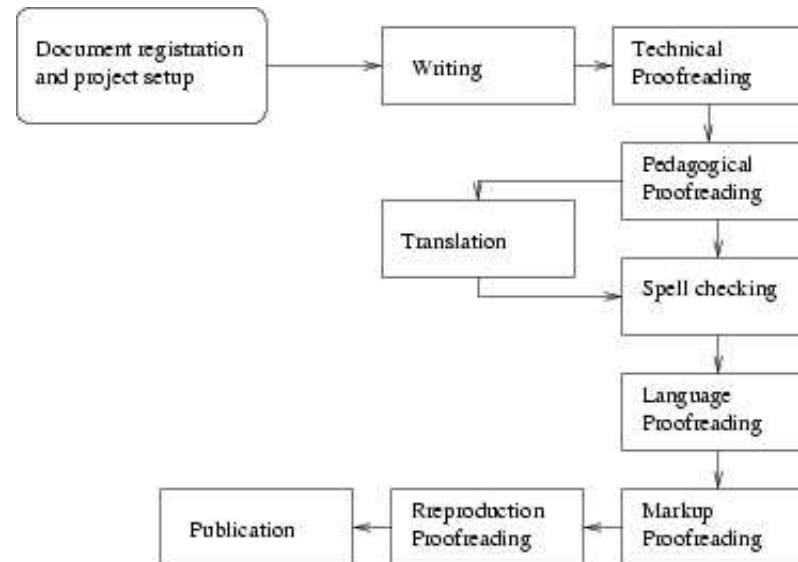 Document registration
and project setup
Writing
Technical
Proofreading
Pedagogical
Proofreading
Translation
Spell checking
Language
Proofreading
Markup
Proofreading
Rreproduction
Proofreading
Publication